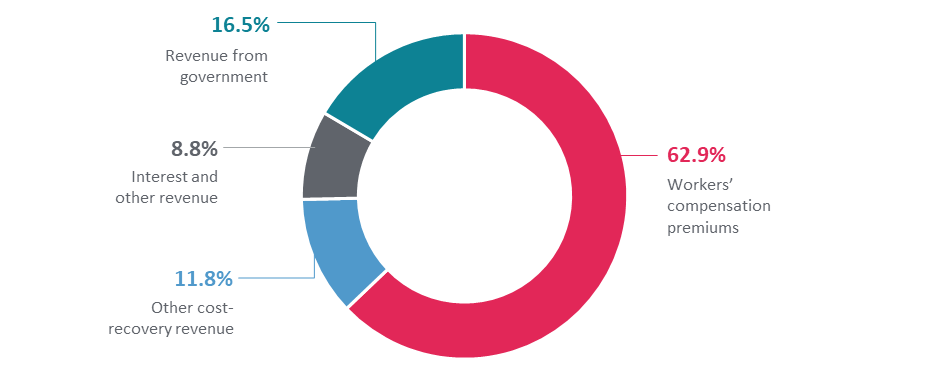 16.5%
Revenue from
government
8.8%
Interest and
other revenue
11.8%
Other cost-
recovery revenue
62.9%
Workers’
compensation
premiums